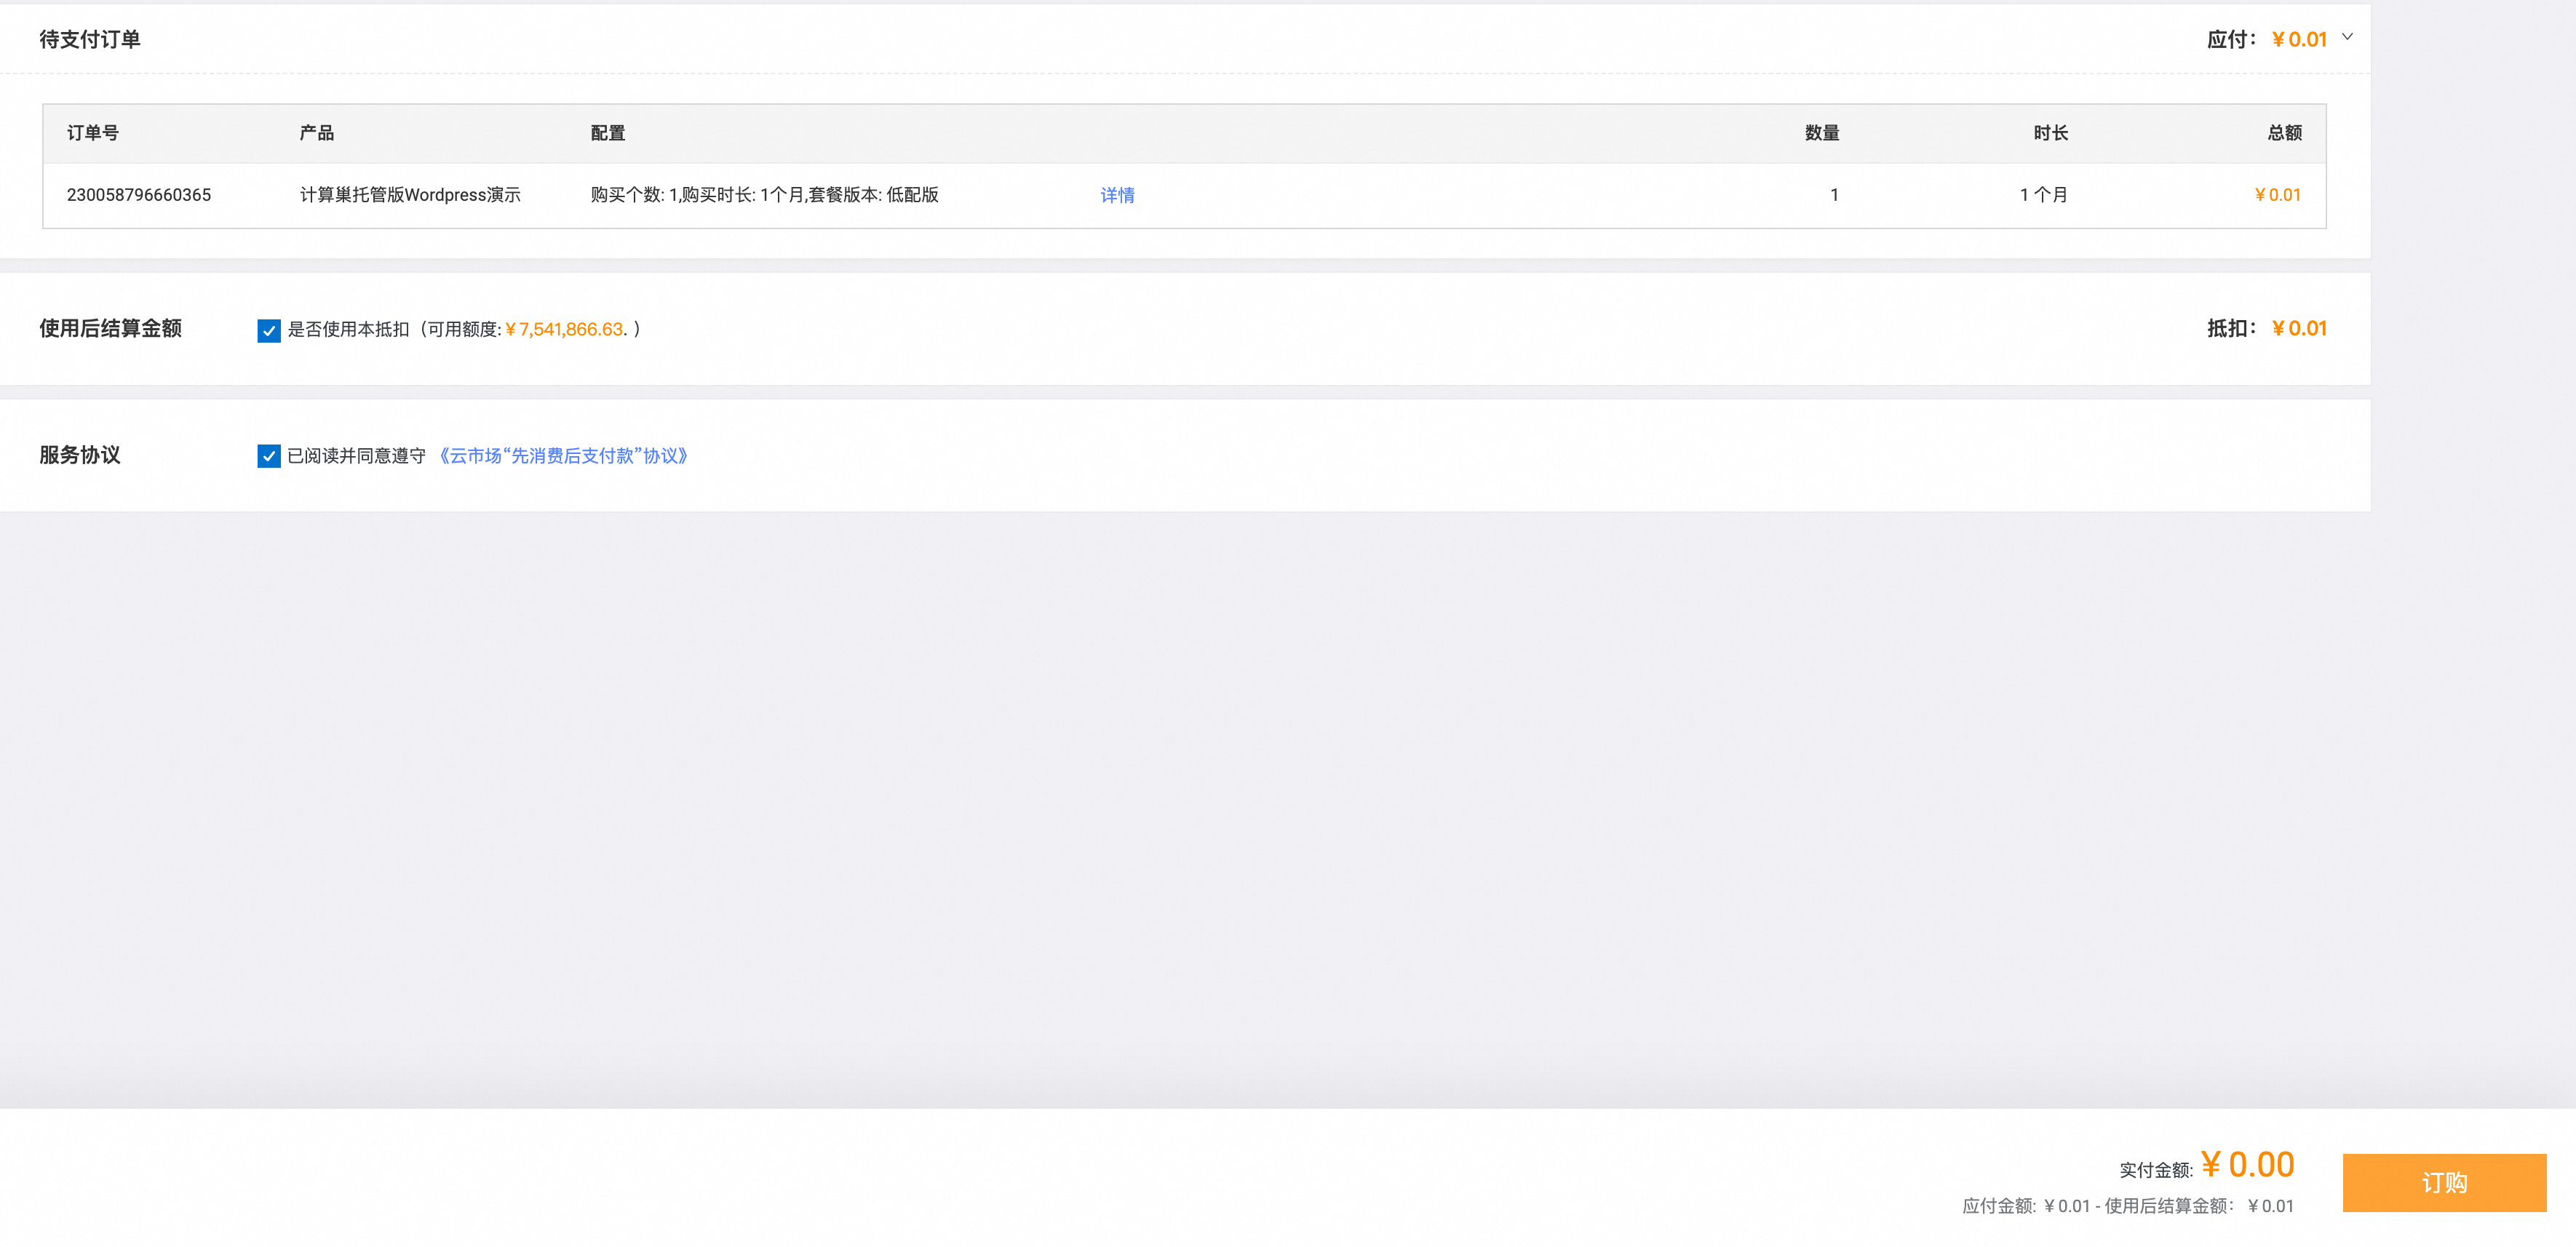 待支付订单 应付：￥0.01
订单号 产品 配置 数量 时长 总额
230058796660365 计算巢托管版Wordpress演示 购买个数: 1,购买时长: 1个月,套餐版本: 低配版 详情 1 1 个月 ￥0.01
使用后结算金额 是否使用本抵扣（可用额度:￥7,541,866.63. ） 抵扣：￥0.01
服务协议 已阅读并同意遵守 《云市场“先消费后支付款”协议》
实付金额: ￥0.00
应付金额: ￥0.01 - 使用后结算金额： ￥0.01
订购